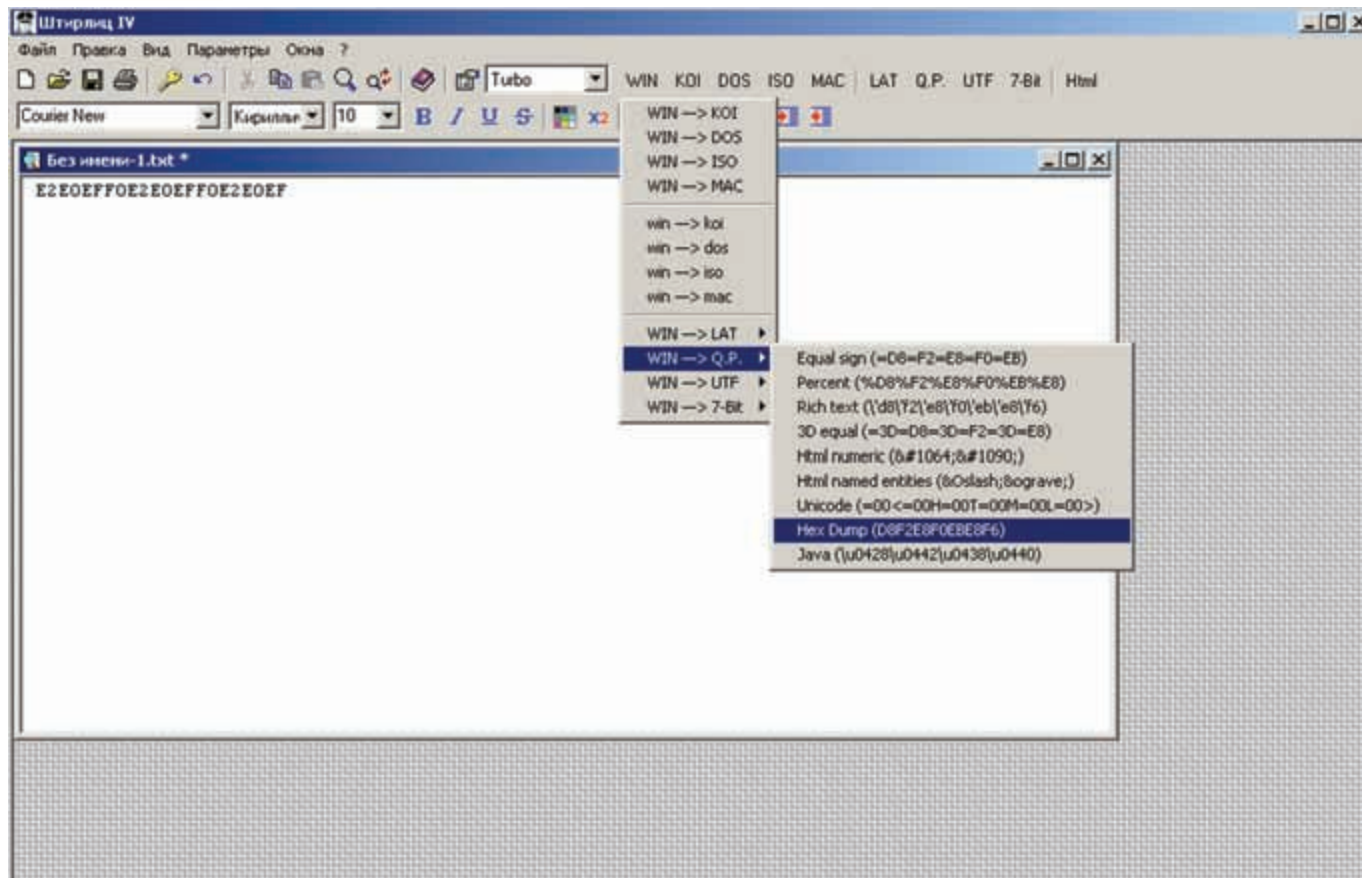 Штирлиц IV
Файл Правка Вид Параметры Окна ?
Turbo WIN KOI DOS ISO MAC LAT Q.P. UTF 7-Bit Html
Courier New Кирилли 10 B I U S x2
WIN —> KOI
WIN —> DOS
WIN —> ISO
WIN —> MAC
win —> koi
win —> dos
win —> iso
win —> mac
WIN —> LAT
WIN —> Q.P.
WIN —> UTF
WIN —> 7-Bit
Без имени-1.txt *
E2E0EFF0E2E0EFF0E2E0EF
Equal sign (=D8=F2=E8=F0=EB)
Percent (%D8%F2%E8%F0%EB%E8)
Rich text (\'d8\'f2\'e8\'f0\'eb\'e8\'f6)
3D equal (=3D=D8=3D=F2=3D=E8)
Html numeric (&#1064;&#1090;)
Html named entities (&Oslash;&ograve;)
Unicode (=00<=00H=00T=00M=00L=00>)
Hex Dump (D8F2E8F0EBE8F6)
Java (\u0428\u0442\u0438\u0440)